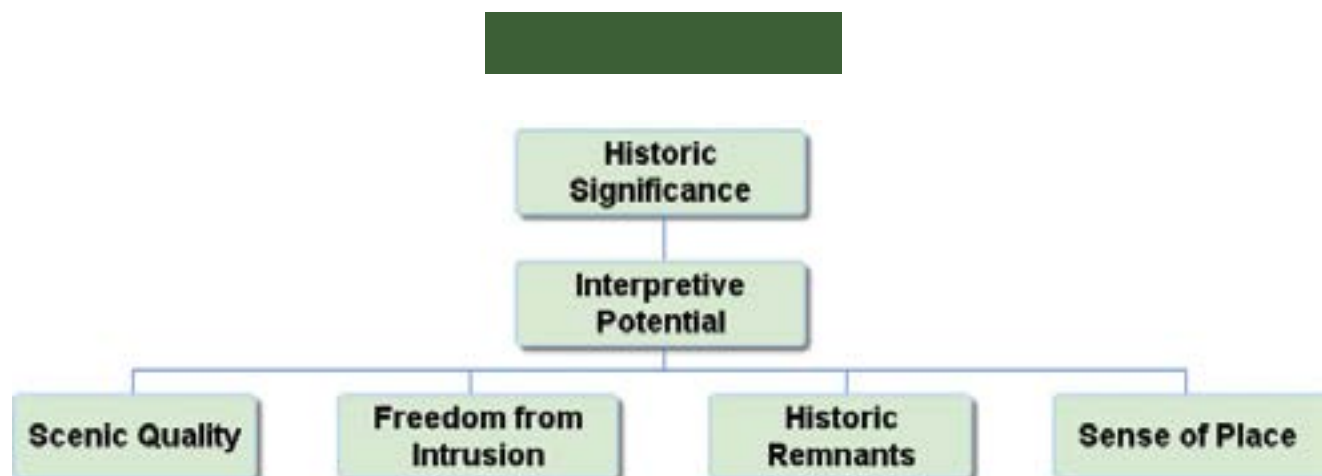 Historic
Significance
Interpretive
Potential
Scenic Quality
Freedom from
Intrusion
Historic
Remnants
Sense of Place